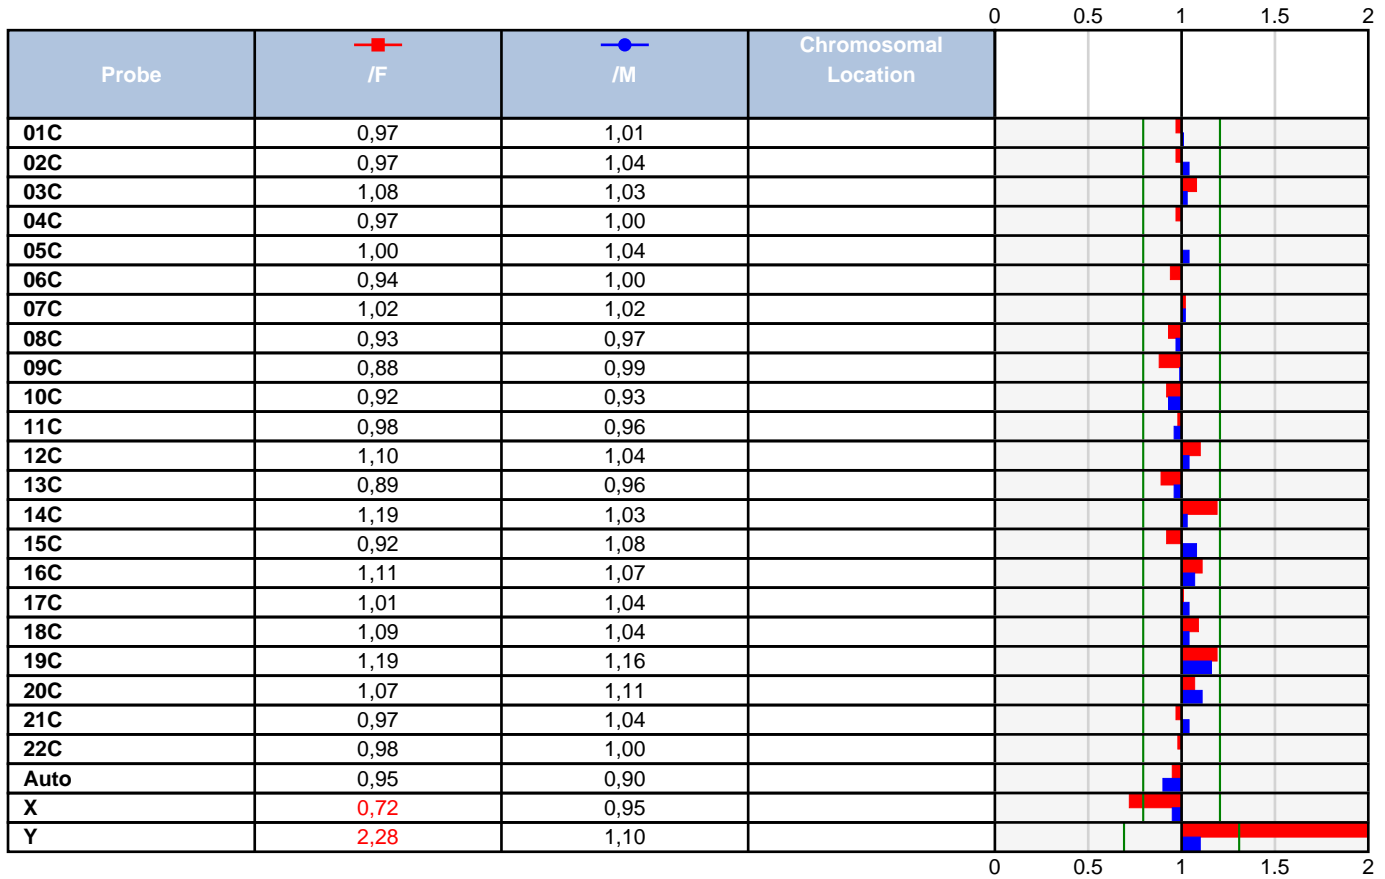 0 0.5 1 1.5 2
Probe /F /M Chromosomal Location
01C 0,97 1,01
02C 0,97 1,04
03C 1,08 1,03
04C 0,97 1,00
05C 1,00 1,04
06C 0,94 1,00
07C 1,02 1,02
08C 0,93 0,97
09C 0,88 0,99
10C 0,92 0,93
11C 0,98 0,96
12C 1,10 1,04
13C 0,89 0,96
14C 1,19 1,03
15C 0,92 1,08
16C 1,11 1,07
17C 1,01 1,04
18C 1,09 1,04
19C 1,19 1,16
20C 1,07 1,11
21C 0,97 1,04
22C 0,98 1,00
Auto 0,95 0,90
X 0,72 0,95
Y 2,28 1,10
0 0.5 1 1.5 2